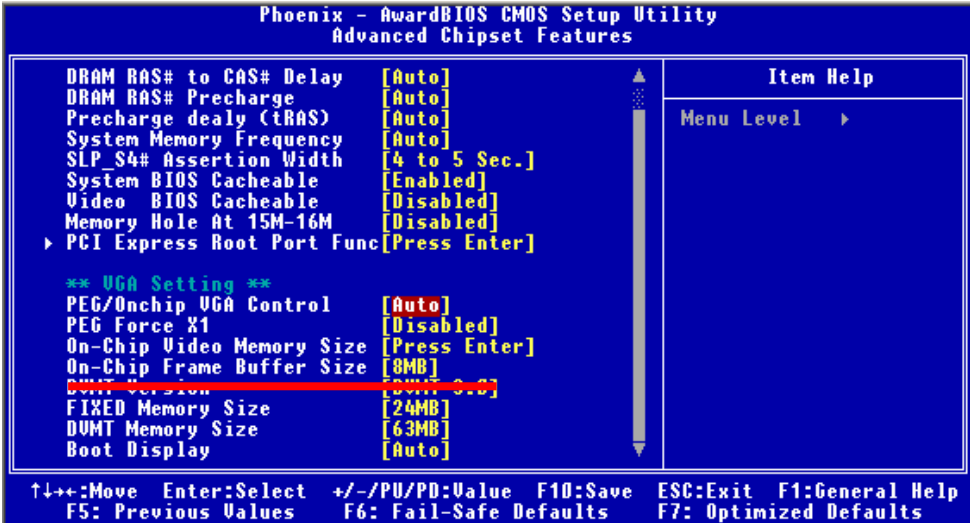 Phoenix - AwardBIOS CMOS Setup Utility
Advanced Chipset Features
DRAM RAS# to CAS# Delay [Auto]
DRAM RAS# Precharge [Auto]
Precharge dealy (tRAS) [Auto]
System Memory Frequency [Auto]
SLP_S4# Assertion Width [4 to 5 Sec.]
System BIOS Cacheable [Enabled]
Video BIOS Cacheable [Disabled]
Memory Hole At 15M-16M [Disabled]
PCI Express Root Port Func[Press Enter]
** VGA Setting **
PEG/Onchip VGA Control [Auto]
PEG Force X1 [Disabled]
On-Chip Video Memory Size [Press Enter]
On-Chip Frame Buffer Size [8MB]
DVMT Version [DVMT 3.0]
FIXED Memory Size [24MB]
DVMT Memory Size [63MB]
Boot Display [Auto]
Item Help
Menu Level
↑↓→←:Move Enter:Select +/-/PU/PD:Value F10:Save ESC:Exit F1:General Help
F5: Previous Values F6: Fail-Safe Defaults F7: Optimized Defaults